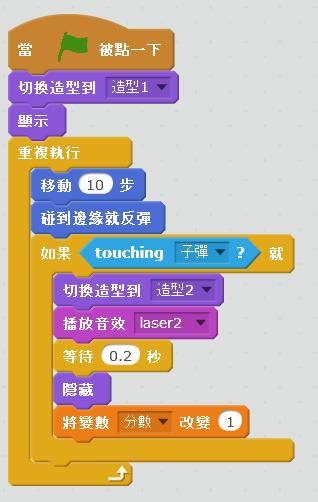 當 被點一下
切換造型到 造型1
顯示
重複執行
移動 10 步
碰到邊緣就反彈
如果 touching 子彈 ? 就
切換造型到 造型2
播放音效 laser2
等待 0.2 秒
隱藏
將變數 分數 改變 1